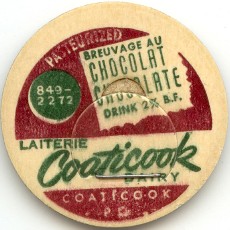 PASTEURIZED
BREUVAGE AU
CHOCOLAT
CHOCOLATE
DRINK 2% B.F.
849-
2272
LAITERIE
Coaticook
DAIRY
COATICOOK
P.Q.